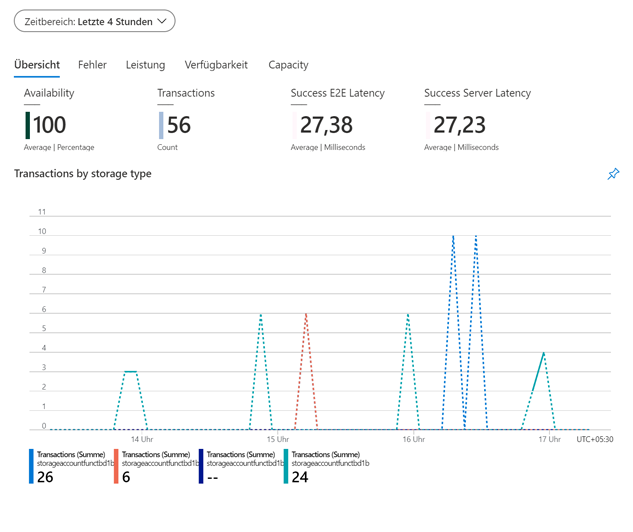 Zeitbereich: Letzte 4 Stunden
Übersicht Fehler Leistung Verfügbarkeit Capacity
Availability Transactions Success E2E Latency Success Server Latency
100 56 27,38 27,23
Average | Percentage Count Average | Milliseconds Average | Milliseconds
Transactions by storage type
11
10
9
8
7
6
5
4
3
2
1
0
14 Uhr 15 Uhr 16 Uhr 17 Uhr UTC+05:30
Transactions (Summe) Transactions (Summe) Transactions (Summe) Transactions (Summe)
storageaccountfunctbd1b storageaccountfunctbd1b storageaccountfunctbd1b storageaccountfunctbd1b
26 6 -- 24